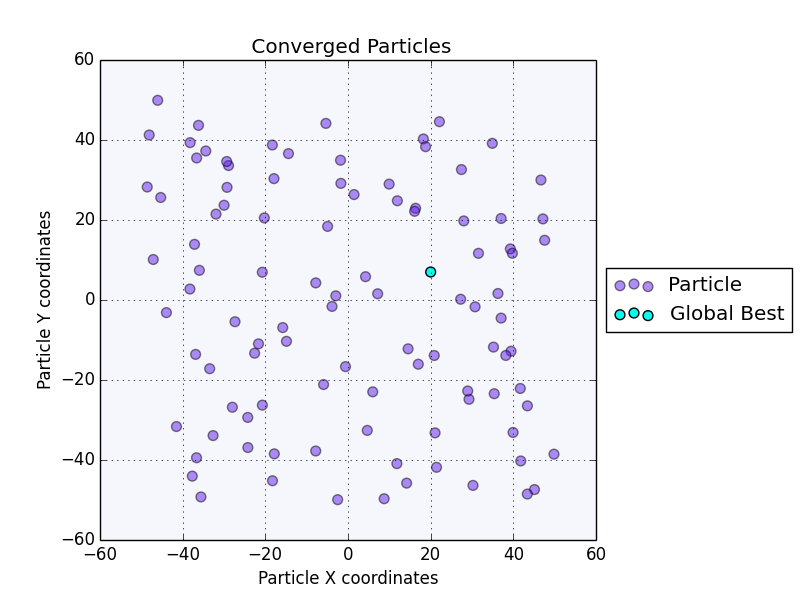 Converged Particles
60
40
20
0
−20
−40
−60
−60 −40 −20 0 20 40 60
Particle Y coordinates
Particle X coordinates
Particle
Global Best